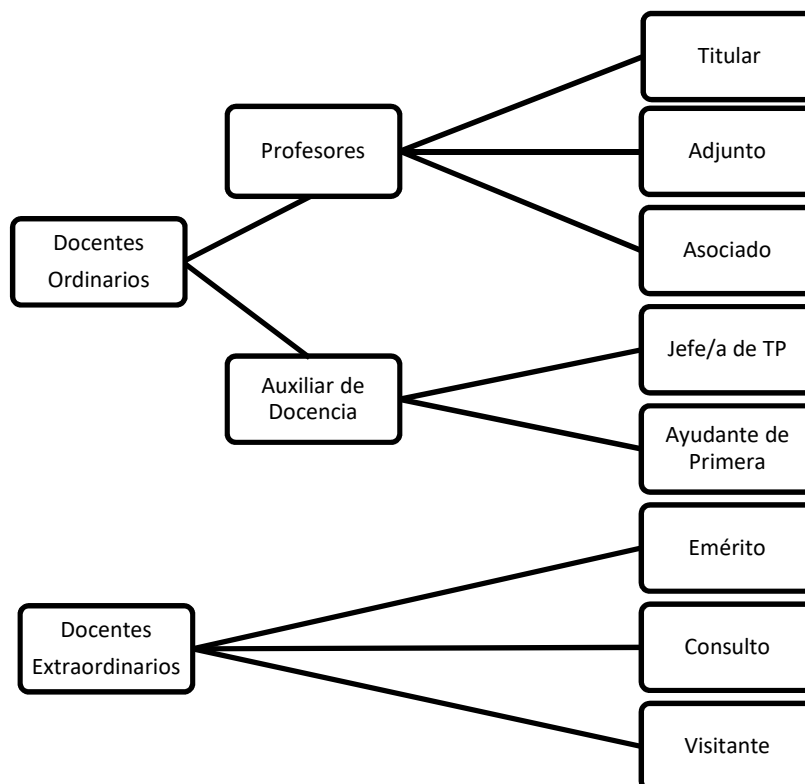 Titular
Profesores
Adjunto
Asociado
Docentes
Ordinarios
Jefe/a de TP
Auxiliar de
Docencia
Ayudante de
Primera
Emérito
Docentes
Extraordinarios
Consulto
Visitante